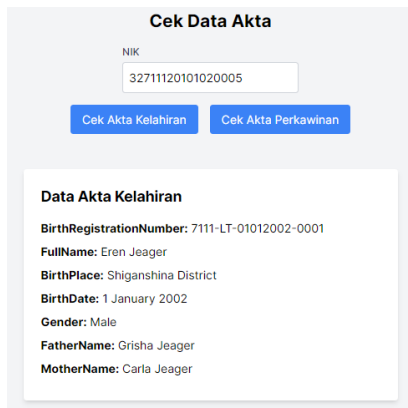 Cek Data Akta
NIK
32711120101020005
Cek Akta Kelahiran Cek Akta Perkawinan
Data Akta Kelahiran
BirthRegistrationNumber: 7111-LT-01012002-0001
FullName: Eren Jeager
BirthPlace: Shiganshina District
BirthDate: 1 January 2002
Gender: Male
FatherName: Grisha Jeager
MotherName: Carla Jeager